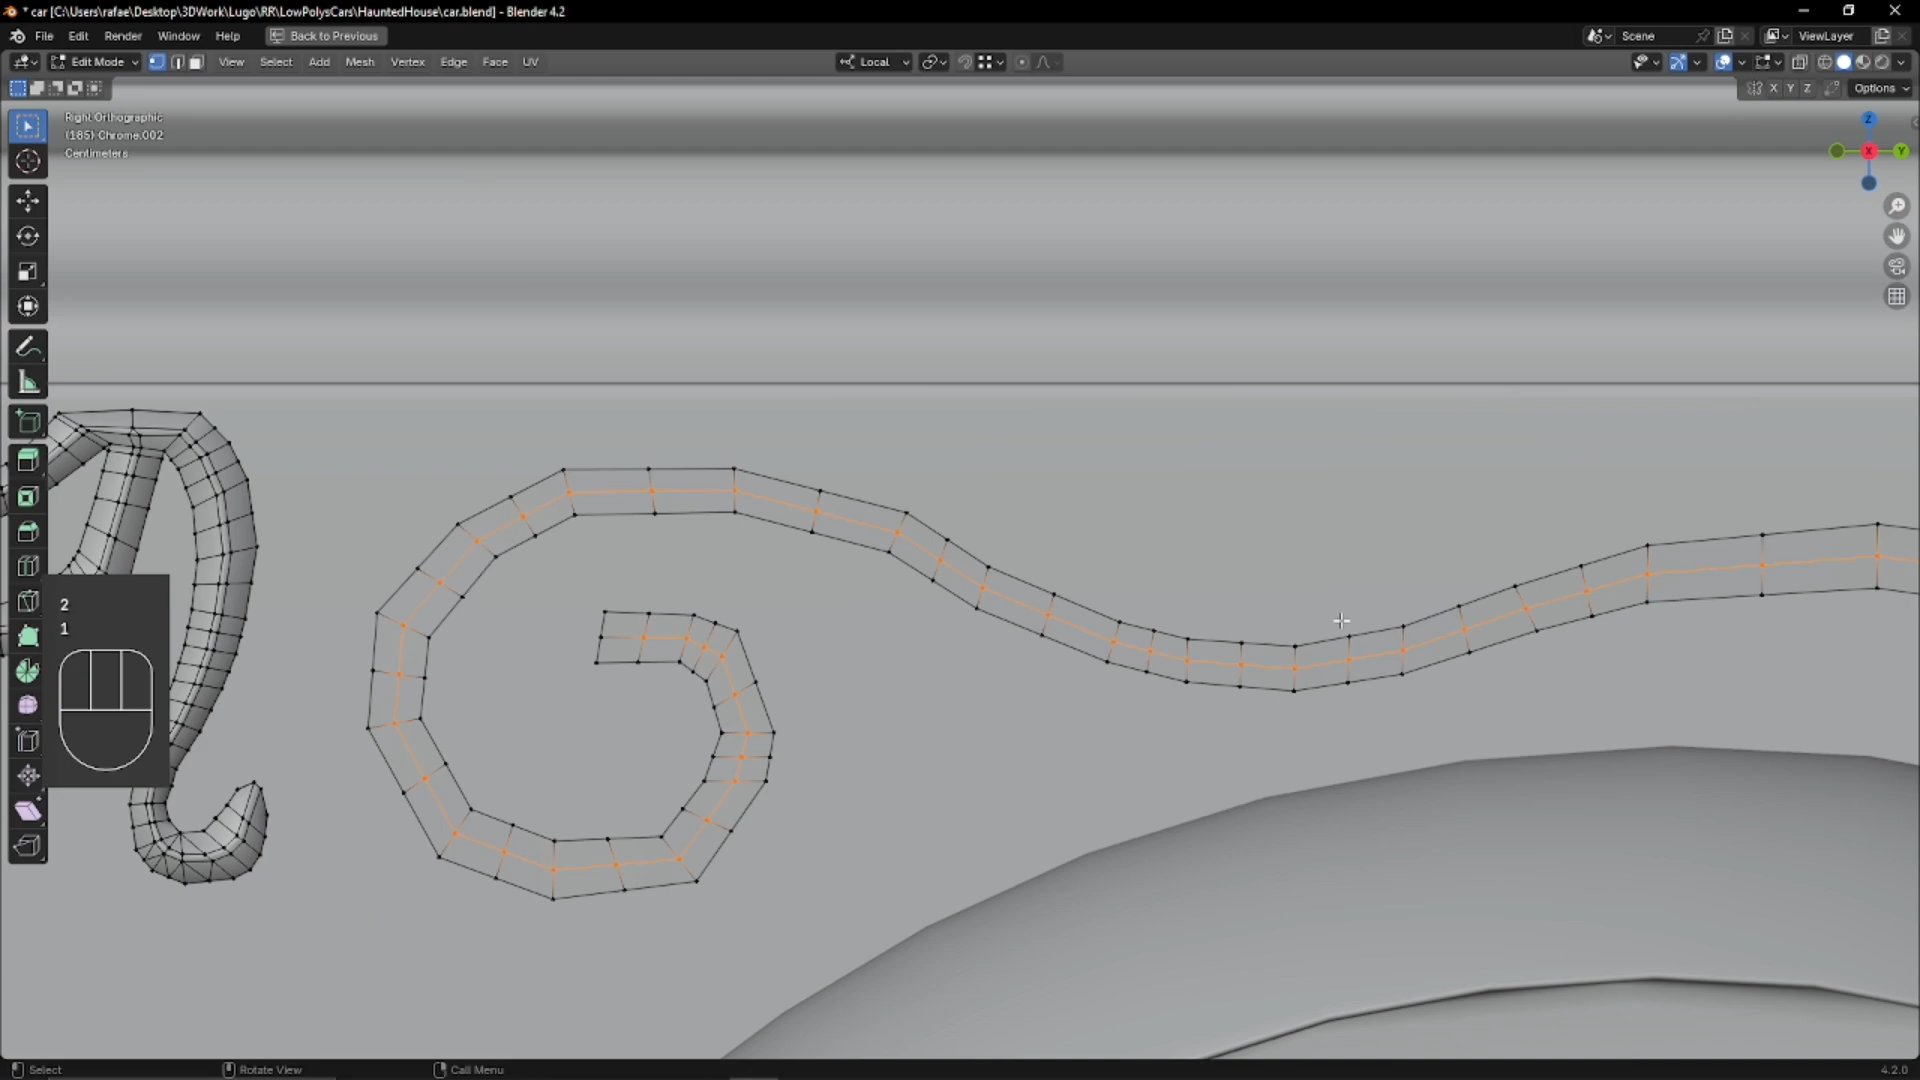 * car [C:\Users\rafae\Desktop\3DWork\Lugo\RR\LowPolysCars\HauntedHouse\car.blend] - Blender 4.2
File Edit Render Window Help Back to Previous Scene ViewLayer
Edit Mode View Select Add Mesh Vertex Edge Face UV Local
X Y Z Options
Right Orthographic
(185) Chrome.002
Centimeters
Z
X
Y
2
1
Select Rotate View Call Menu 4.2.0